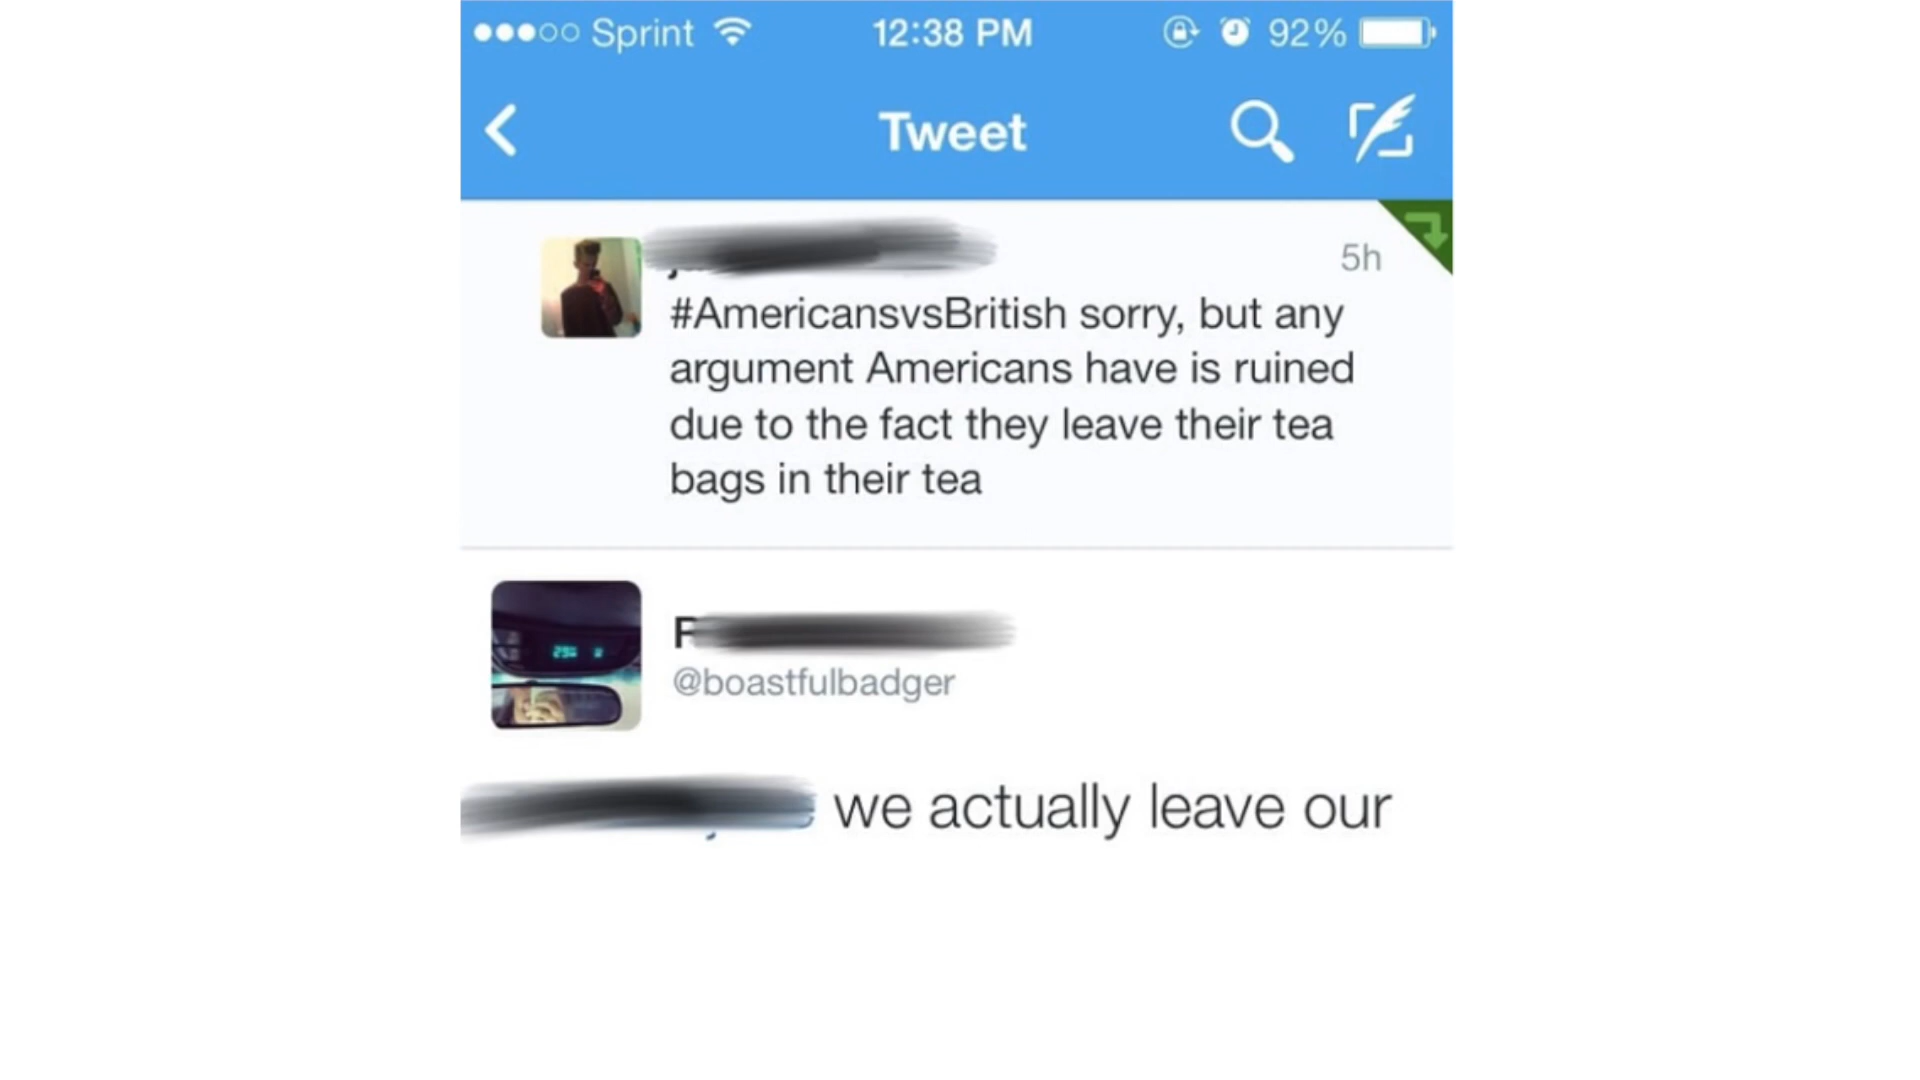 Sprint 12:38 PM 92%
Tweet
5h
#AmericansvsBritish sorry, but any
argument Americans have is ruined
due to the fact they leave their tea
bags in their tea
@boastfulbadger
we actually leave our